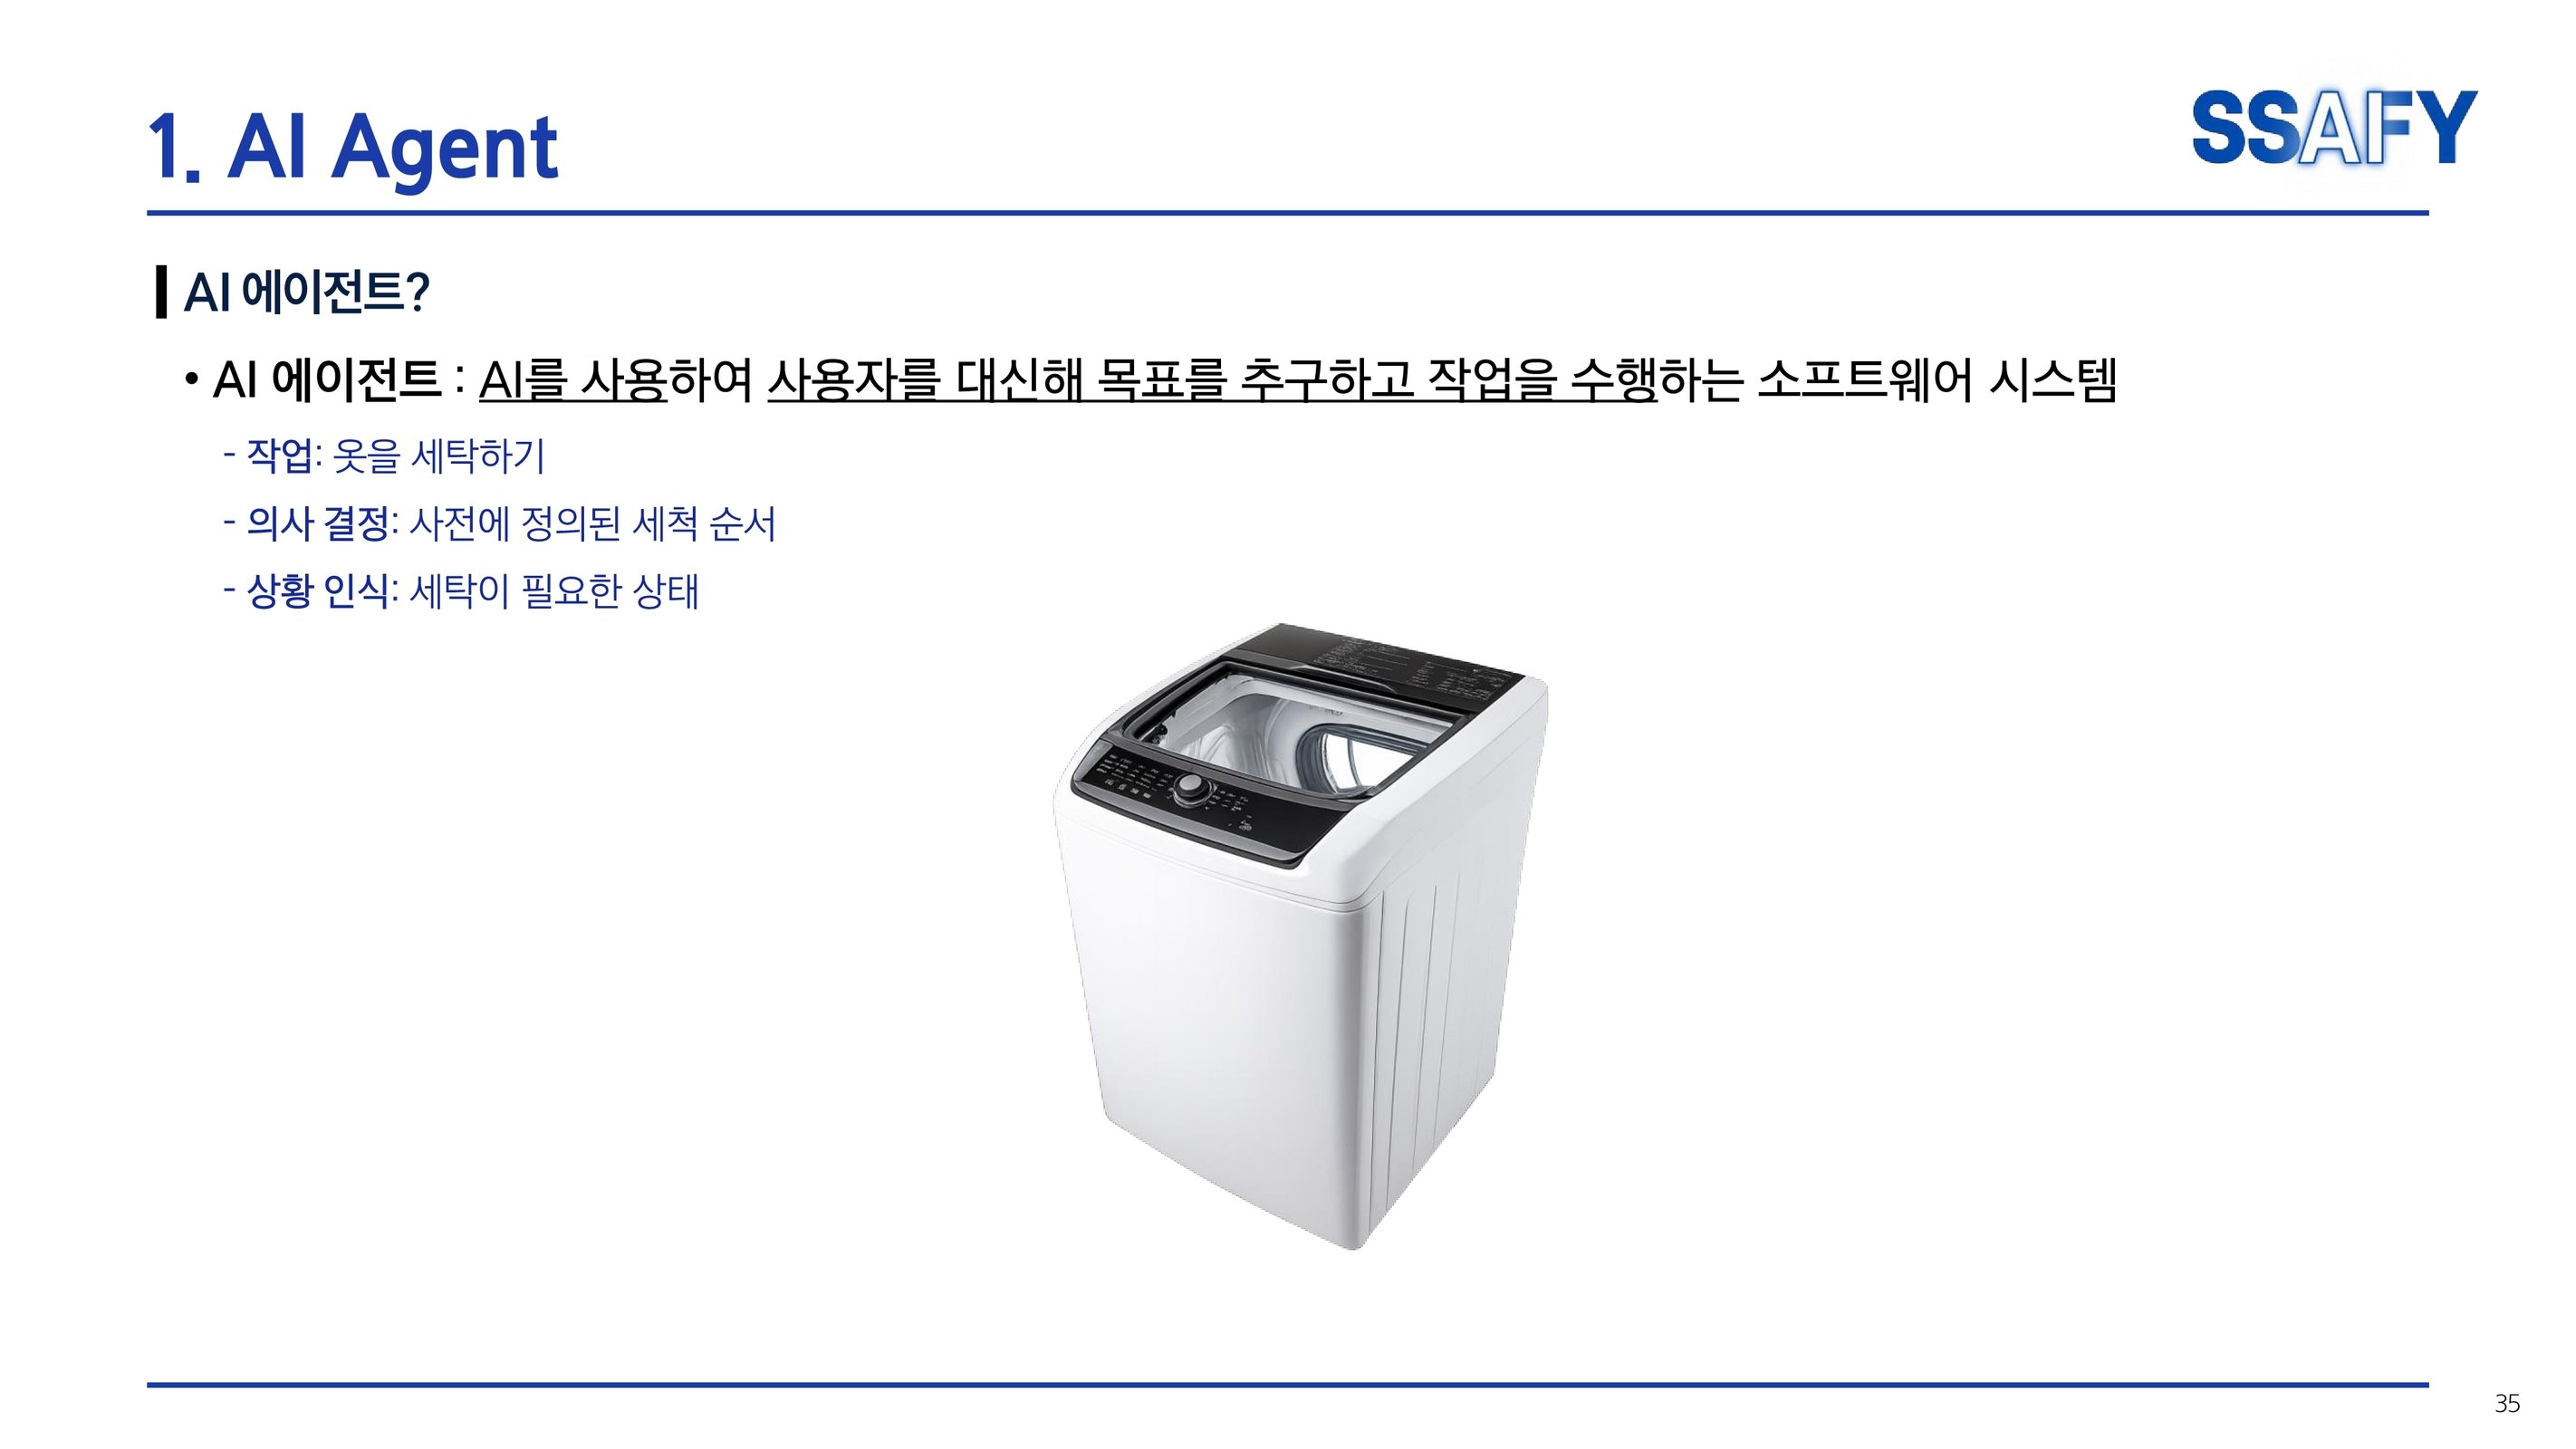 1. AI Agent
SSAFY
AI 에이전트?
• AI 에이전트 : AI를 사용하여 사용자를 대신해 목표를 추구하고 작업을 수행하는 소프트웨어 시스템
- 작업: 옷을 세탁하기
- 의사 결정: 사전에 정의된 세척 순서
- 상황 인식: 세탁이 필요한 상태
35